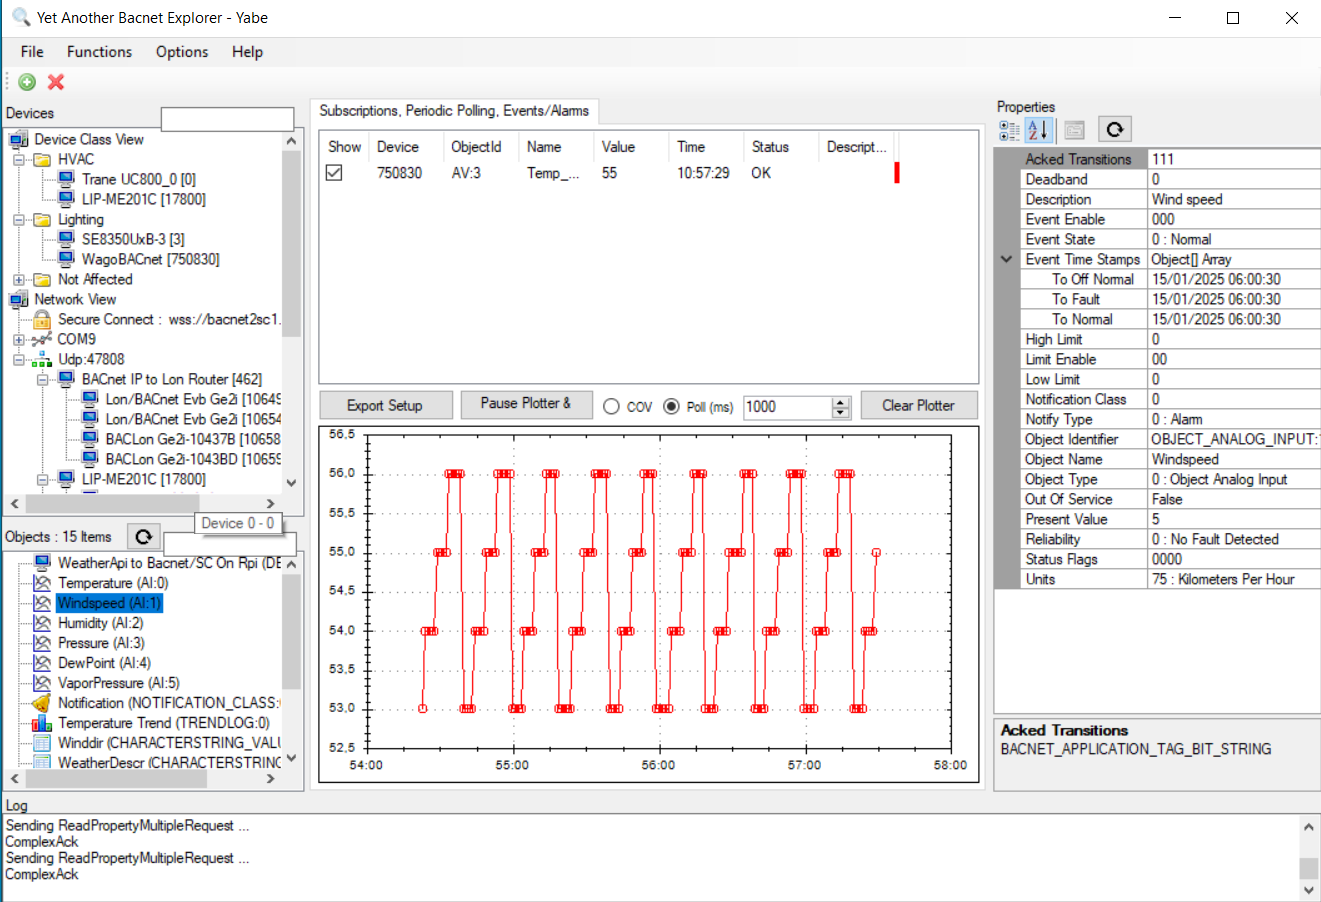 Yet Another Bacnet Explorer - Yabe
File Functions Options Help
Devices
Device Class View
HVAC
Trane UC800_0 [0]
LIP-ME201C [17800]
Lighting
SE8350UxB-3 [3]
WagoBACnet [750830]
Not Affected
Network View
Secure Connect : wss://bacnet2sc1.
COM9
Udp:47808
BACnet IP to Lon Router [462]
Lon/BACnet Evb Ge2i [10649
Lon/BACnet Evb Ge2i [10654
BACLon Ge2i-10437B [10658
BACLon Ge2i-1043BD [10659
LIP-ME201C [17800]
Device 0 - 0
Objects : 15 Items
WeatherApi to Bacnet/SC On Rpi (DE
Temperature (AI:0)
Windspeed (AI:1)
Humidity (AI:2)
Pressure (AI:3)
DewPoint (AI:4)
VaporPressure (AI:5)
Notification (NOTIFICATION_CLASS:
Temperature Trend (TRENDLOG:0)
Winddir (CHARACTERSTRING_VALU
WeatherDescr (CHARACTERSTRING
Subscriptions, Periodic Polling, Events/Alarms
Show Device ObjectId Name Value Time Status Descript...
750830 AV:3 Temp_... 55 10:57:29 OK
Export Setup Pause Plotter & COV Poll (ms) 1000 Clear Plotter
56,5
56,0
55,5
55,0
54,5
54,0
53,5
53,0
52,5
54:00 55:00 56:00 57:00 58:00
Properties
Acked Transitions 111
Deadband 0
Description Wind speed
Event Enable 000
Event State 0 : Normal
Event Time Stamps Object[] Array
To Off Normal 15/01/2025 06:00:30
To Fault 15/01/2025 06:00:30
To Normal 15/01/2025 06:00:30
High Limit 0
Limit Enable 00
Low Limit 0
Notification Class 0
Notify Type 0 : Alarm
Object Identifier OBJECT_ANALOG_INPUT:
Object Name Windspeed
Object Type 0 : Object Analog Input
Out Of Service False
Present Value 5
Reliability 0 : No Fault Detected
Status Flags 0000
Units 75 : Kilometers Per Hour
Acked Transitions
BACNET_APPLICATION_TAG_BIT_STRING
Log
Sending ReadPropertyMultipleRequest ...
ComplexAck
Sending ReadPropertyMultipleRequest ...
ComplexAck